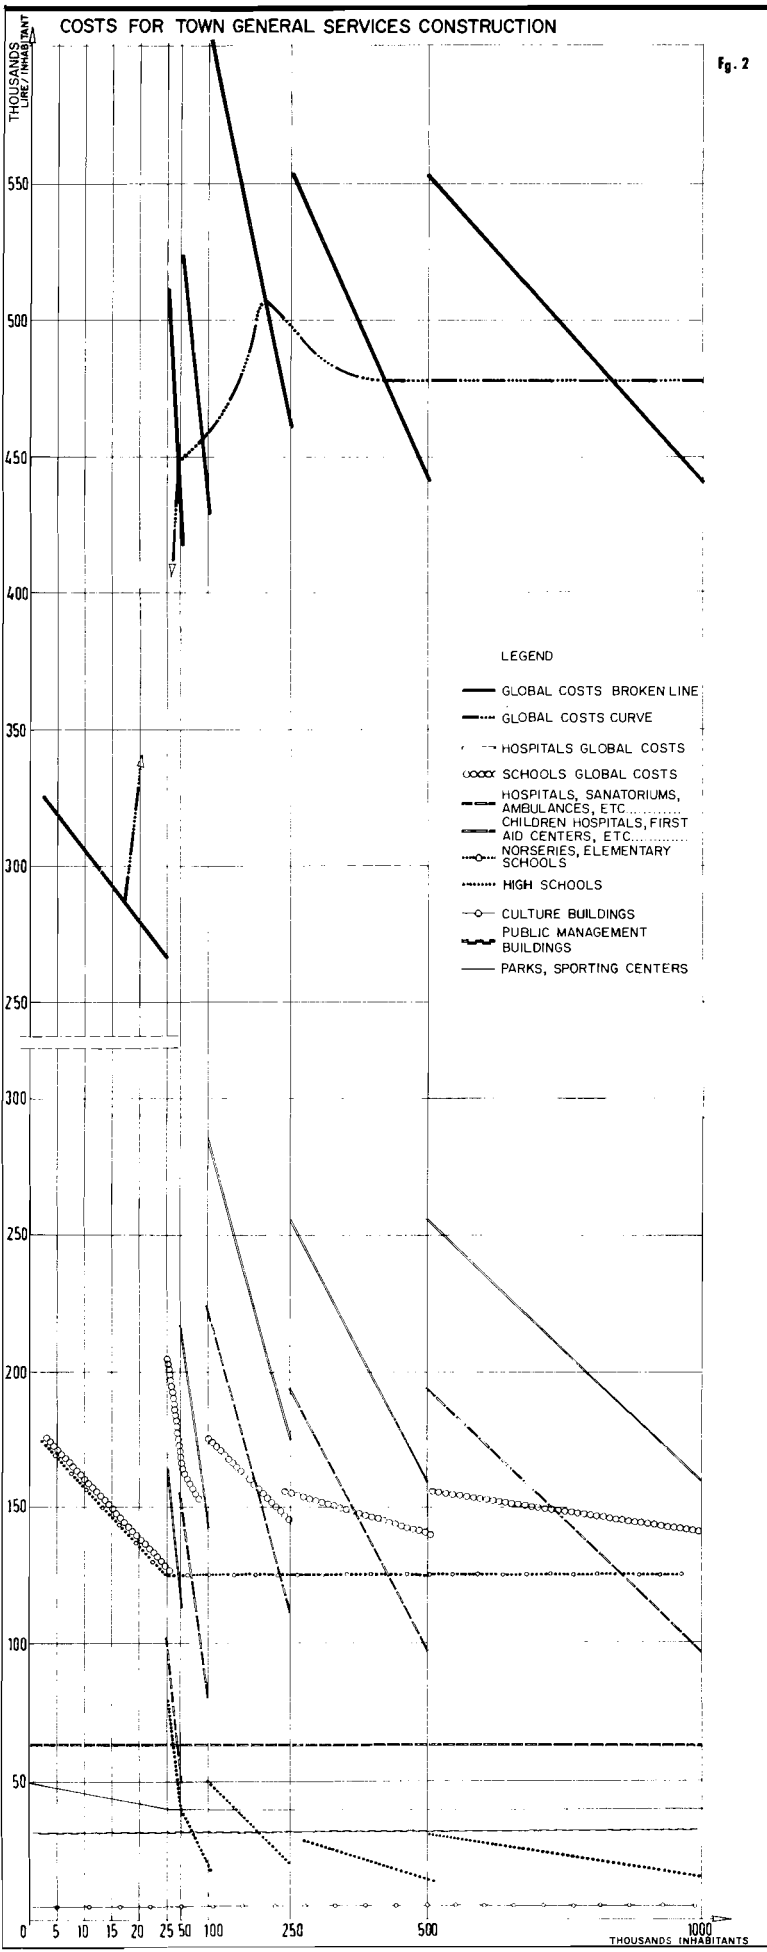 COSTS FOR TOWN GENERAL SERVICES CONSTRUCTION
Fg. 2
THOUSANDS
LIRE/INHABITANT
550
500
450
400
350
300
250
LEGEND
GLOBAL COSTS BROKEN LINE
GLOBAL COSTS CURVE
HOSPITALS GLOBAL COSTS
SCHOOLS GLOBAL COSTS
HOSPITALS, SANATORIUMS,
AMBULANCES, ETC............
CHILDREN HOSPITALS, FIRST
AID CENTERS, ETC............
NORSERIES, ELEMENTARY
SCHOOLS
HIGH SCHOOLS
CULTURE BUILDINGS
PUBLIC MANAGEMENT
BUILDINGS
PARKS, SPORTING CENTERS
300
250
200
150
100
50
0 5 10 15 20 25 50 100 250 500 1000
THOUSANDS INHABITANTS